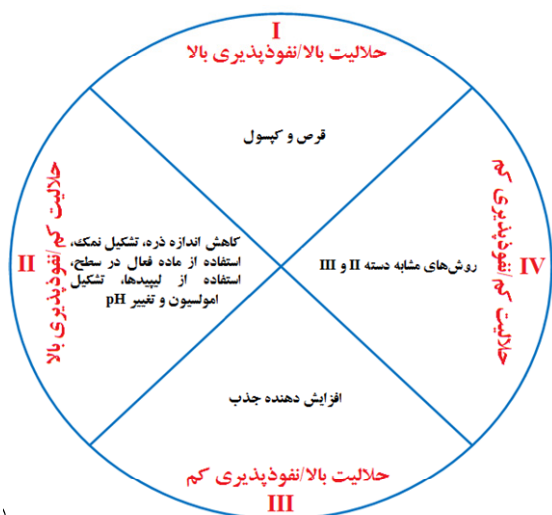 I
حلالیت بالا/نفوذپذیری بالا
قرص و کپسول
حلالیت کم/نفوذپذیری بالا
II
کاهش اندازه ذره، تشکیل نمک،
استفاده از ماده فعال در سطح،
استفاده از لیپیدها، تشکیل
امولسیون و تغییر pH
روش‌های مشابه دسته II و III
IV
حلالیت کم/نفوذپذیری کم
افزایش دهنده جذب
حلالیت بالا/نفوذپذیری کم
III